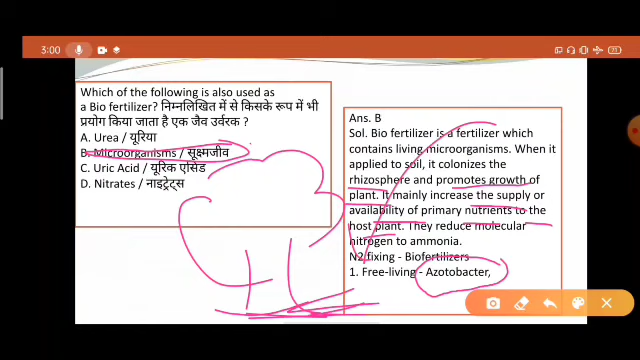 3:00
Which of the following is also used as
a Bio fertilizer? निम्नलिखित में से किसके रूप में भी
प्रयोग किया जाता है एक जैव उर्वरक ?
A. Urea / यूरिया
B. Microorganisms / सूक्ष्मजीव
C. Uric Acid / यूरिक एसिड
D. Nitrates / नाइट्रेट्स
Ans. B
Sol. Bio fertilizer is a fertilizer which
contains living microorganisms. When it
applied to soil, it colonizes the
rhizosphere and promotes growth of
plant. It mainly increase the supply or
availability of primary nutrients to the
host plant. They reduce molecular
nitrogen to ammonia.
N2 fixing - Biofertilizers
1. Free-living - Azotobacter,